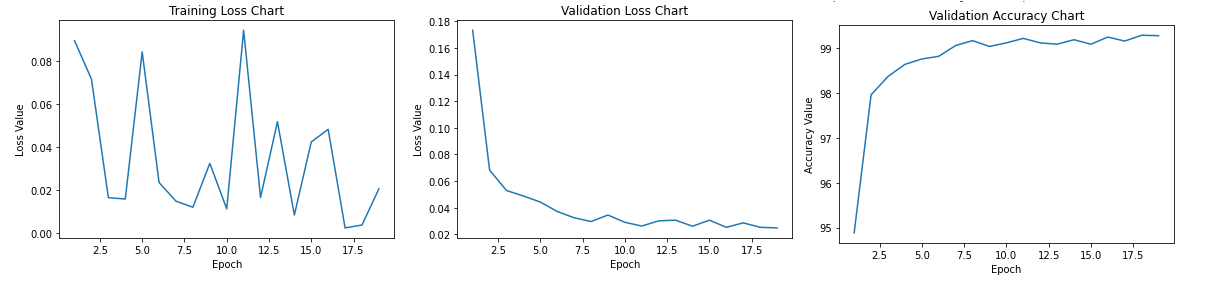 Training Loss Chart
Loss Value
0.08
0.06
0.04
0.02
0.00
2.5 5.0 7.5 10.0 12.5 15.0 17.5
Epoch
Validation Loss Chart
Loss Value
0.18
0.16
0.14
0.12
0.10
0.08
0.06
0.04
0.02
2.5 5.0 7.5 10.0 12.5 15.0 17.5
Epoch
Validation Accuracy Chart
Accuracy Value
99
98
97
96
95
2.5 5.0 7.5 10.0 12.5 15.0 17.5
Epoch